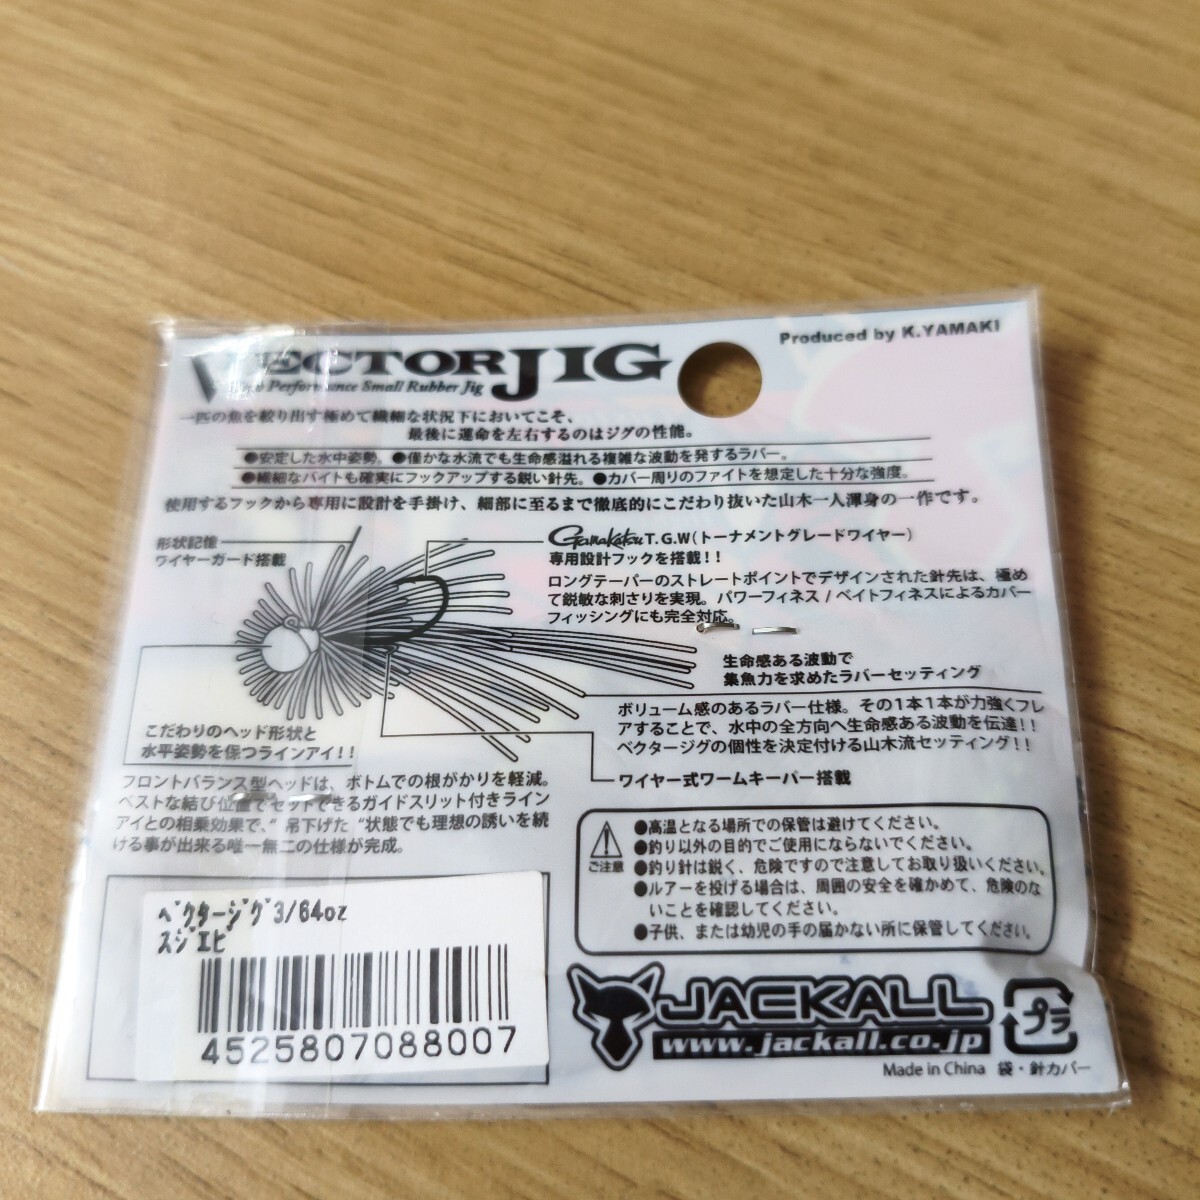 Produced by K.YAMAKI
VECTORJIG
Performance Small Rubber Jig
一匹の魚を絞り出す極めて繊細な状況下においてこそ、
最後に運命を左右するのはジグの性能。
●安定した水中姿勢。●僅かな水流でも生命感溢れる複雑な波動を発するラバー。
●繊細なバイトも確実にフックアップする鋭い針先。●カバー周りのファイトを想定した十分な強度。
使用するフックから専用に設計を手掛け、細部に至るまで徹底的にこだわり抜いた山木一人渾身の一作です。
形状記憶
ワイヤーガード搭載
Gamakatsu T.G.W(トーナメントグレードワイヤー)
専用設計フックを搭載!!
ロングテーパーのストレートポイントでデザインされた針先は、極め
て鋭敏な刺さりを実現。パワーフィネス/ベイトフィネスによるカバー
フィッシングにも完全対応。
生命感ある波動で
集魚力を求めたラバーセッティング
ボリューム感のあるラバー仕様。その1本1本が力強くフレ
アすることで、水中の全方向へ生命感ある波動を伝達!!
ベクタージグの個性を決定付ける山木流セッティング!!
ワイヤー式ワームキーパー搭載
こだわりのヘッド形状と
水平姿勢を保つラインアイ!!
フロントバランス型ヘッドは、ボトムでの根がかりを軽減。
ベストな結び位置でセットできるガイドスリット付きライン
アイとの相乗効果で、"吊下げた"状態でも理想の誘いを続
ける事が出来る唯一無二の仕様が完成。
ご注意
●高温となる場所での保管は避けてください。
●釣り以外の目的でご使用にならないでください。
●釣り針は鋭く、危険ですので注意してお取り扱いください。
●ルアーを投げる場合は、周囲の安全を確かめて、危険のな
いことを確認してください。
●子供、または幼児の手の届かない所に保管してください。
ﾍﾞｸﾀｰｼﾞｸﾞ3/64oz
スジエビ
4525807088007
JACKALL
www.jackall.co.jp
プラ
Made in China 袋・針カバー